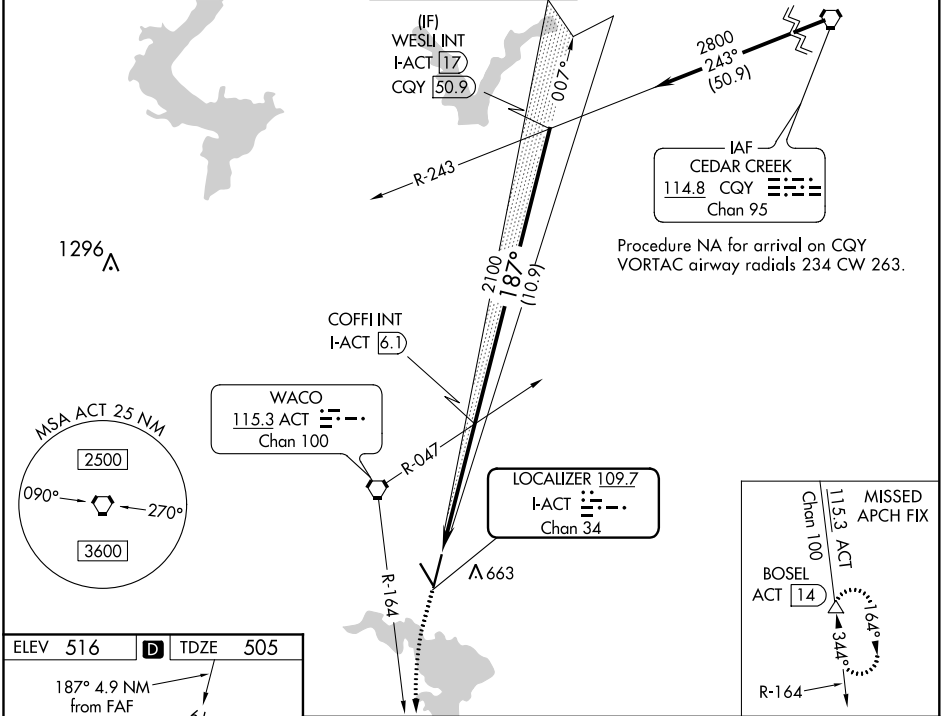 (IF)
WESLI INT
I-ACT 17
CQY 50.9
007°
2800
243°
(50.9)
R-243
IAF
CEDAR CREEK
114.8 CQY
Chan 95
Procedure NA for arrival on CQY
VORTAC airway radials 234 CW 263.
1296
2100
187°
(10.9)
COFFI INT
I-ACT 6.1
WACO
115.3 ACT
Chan 100
R-047
MSA ACT 25 NM
2500
090°
270°
3600
LOCALIZER 109.7
I-ACT
Chan 34
663
R-164
MISSED
APCH FIX
115.3 ACT
Chan 100
BOSEL
ACT 14
164°
344°
R-164
ELEV 516 D TDZE 505
187° 4.9 NM
from FAF